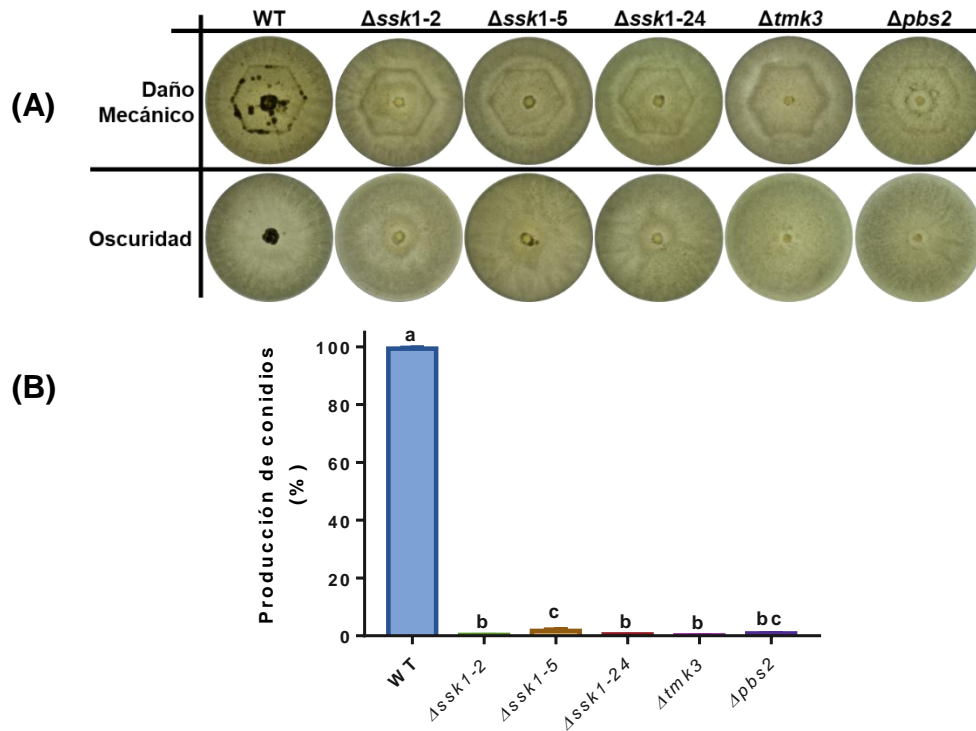 WT Δssk1-2 Δssk1-5 Δssk1-24 Δtmk3 Δpbs2
(A)
Daño
Mecánico
Oscuridad
(B)
Producción de conidios
(%)
100
80
60
40
20
0
a
b
c
b
b
bc
WT
Δssk1-2
Δssk1-5
Δssk1-24
Δtmk3
Δpbs2